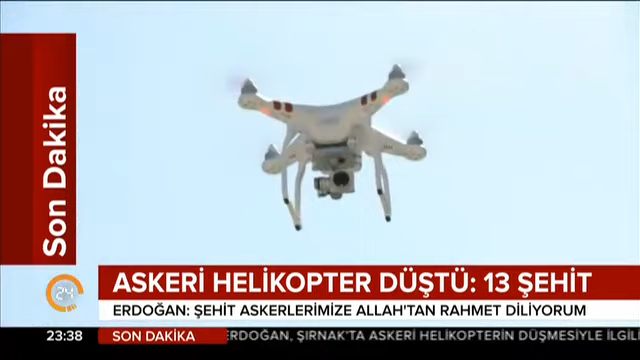 Son Dakika
24
ASKERİ HELİKOPTER DÜŞTÜ: 13 ŞEHİT
ERDOĞAN: ŞEHİT ASKERLERİMİZE ALLAH'TAN RAHMET DİLİYORUM
23:38 SON DAKİKA ERDOĞAN, ŞIRNAK'TA ASKERİ HELİKOPTERİN DÜŞMESİYLE İLGİL